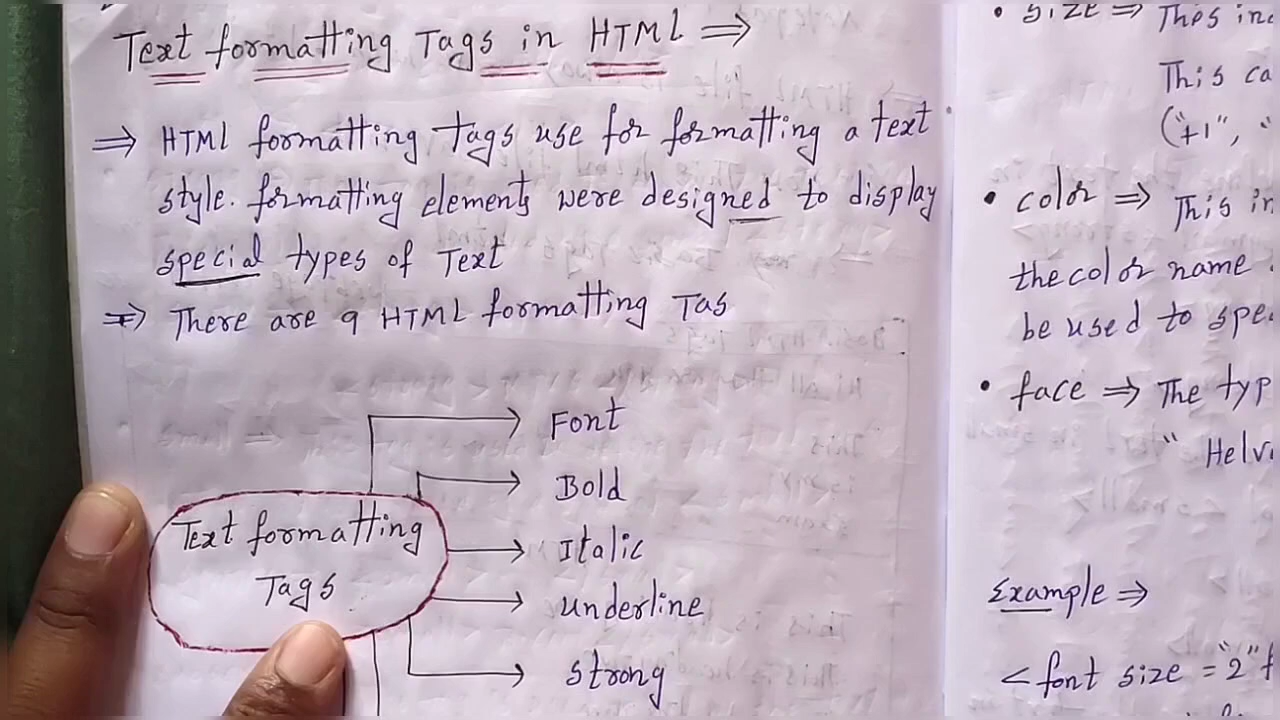 Text formatting Tags in HTML ⇒
⇒ HTML formatting Tags use for formatting a text
style. formatting elements were designed to display
special types of Text
⇒ There are 9 HTML formatting Tas
Text formatting
Tags
→ Font
→ Bold
→ Italic
→ underline
→ strong
• SIZE ⇒ This
This ca
("+1", "
• color ⇒ This in
the color name
be used to spe
• face ⇒ The typ
" Helv
Example ⇒
<font size ="2" f